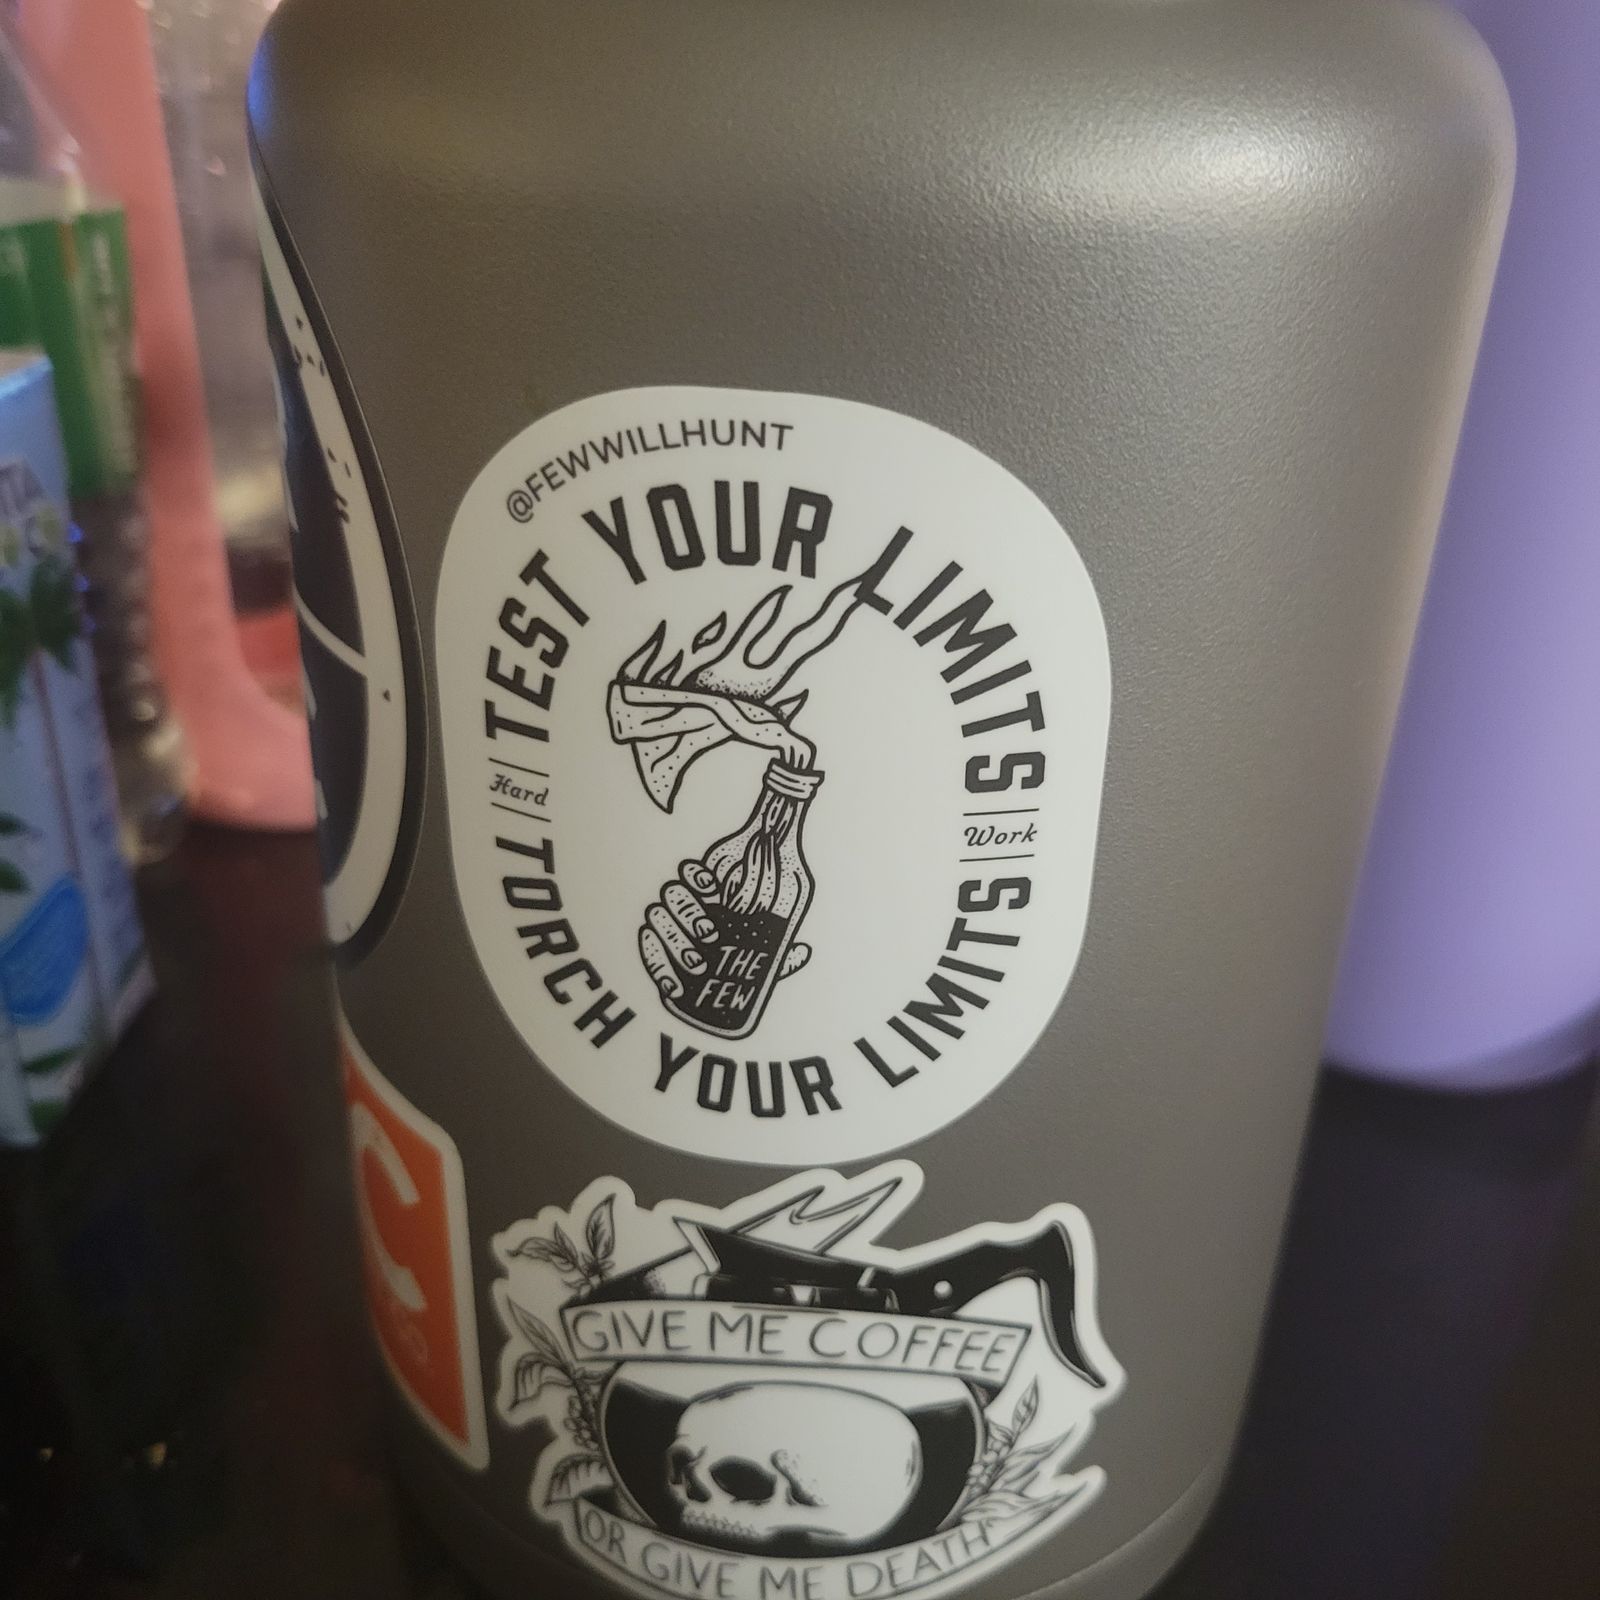 @FEWWILLHUNT
TEST YOUR LIMITS
Hard
Work
TORCH YOUR LIMITS
THE
FEW
GIVE ME COFFEE
OR GIVE ME DEATH
C